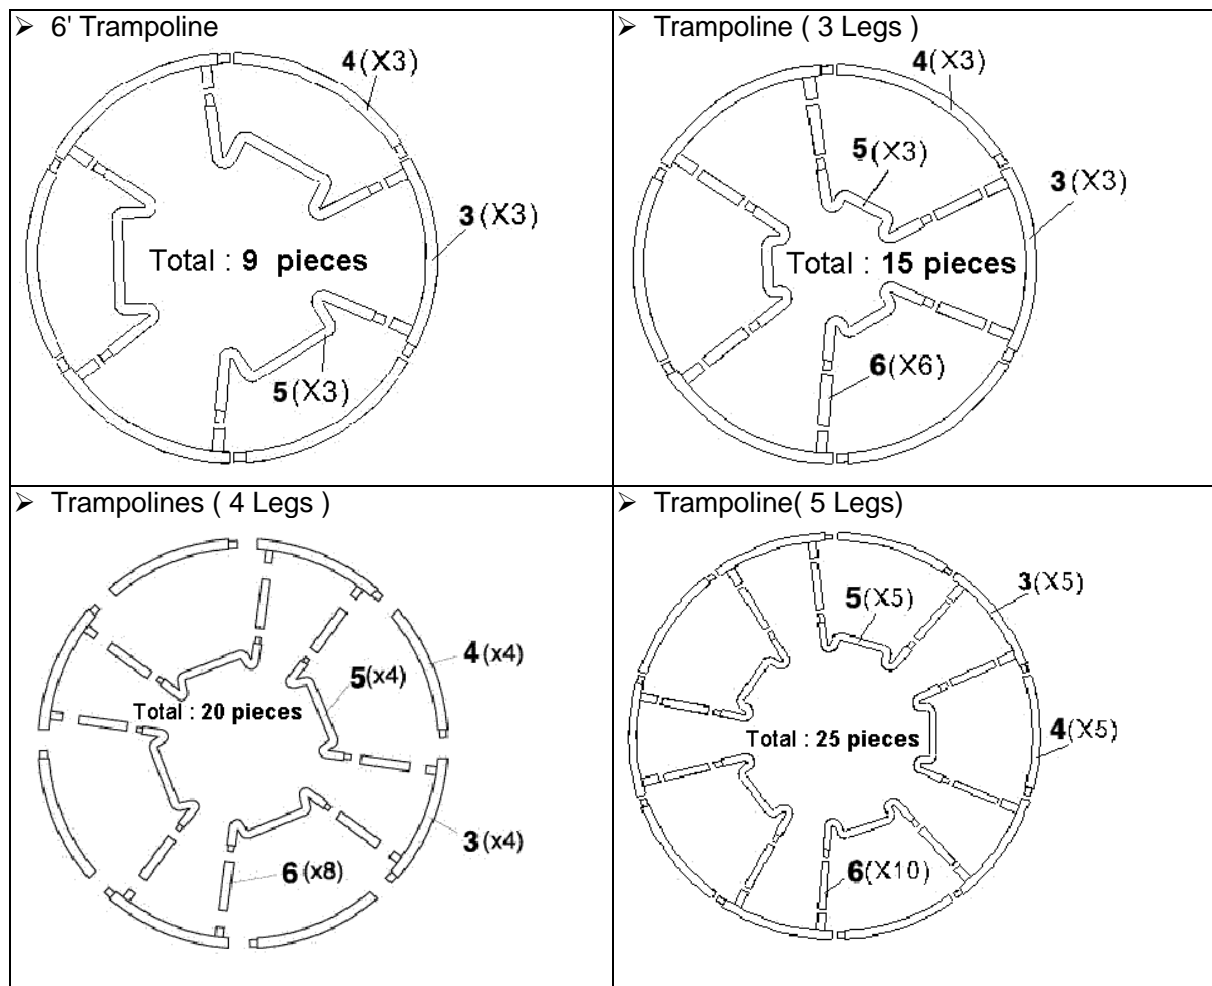 ➢ 6' Trampoline
4(X3)
3(X3)
Total : 9 pieces
5(X3)
➢ Trampoline ( 3 Legs )
4(X3)
5(X3)
3(X3)
Total : 15 pieces
6(X6)
➢ Trampolines ( 4 Legs )
4(x4)
5(x4)
Total : 20 pieces
3(x4)
6(x8)
➢ Trampoline( 5 Legs)
3(X5)
5(X5)
4(X5)
Total : 25 pieces
6(X10)